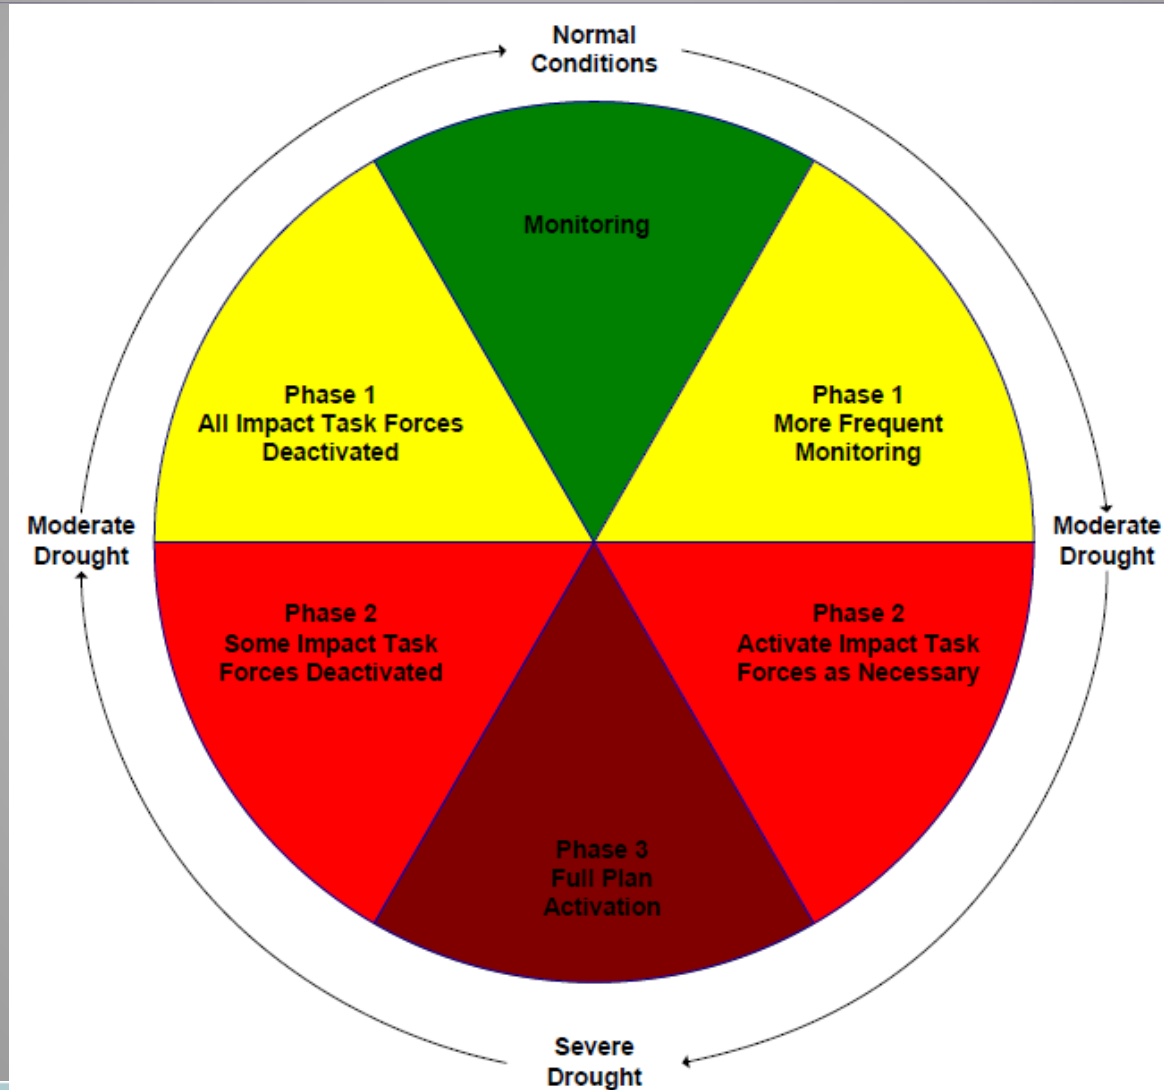 Normal
Conditions
Monitoring
Phase 1
All Impact Task Forces
Deactivated
Phase 1
More Frequent
Monitoring
Moderate
Drought
Moderate
Drought
Phase 2
Some Impact Task
Forces Deactivated
Phase 2
Activate Impact Task
Forces as Necessary
Phase 3
Full Plan
Activation
Severe
Drought